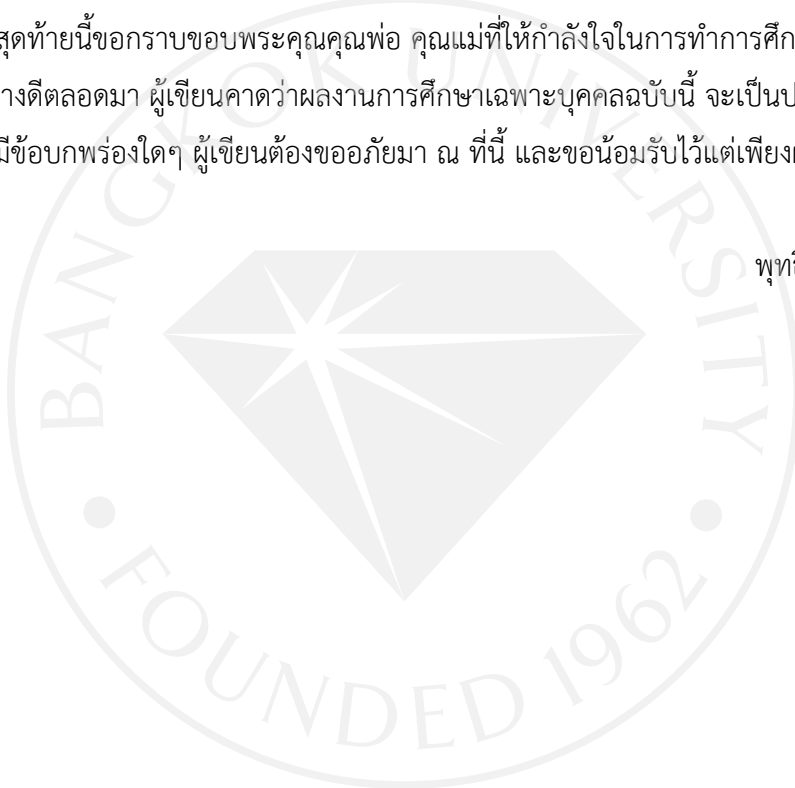 สุดท้ายนี้ขอกราบขอบพระคุณคุณพ่อ คุณแม่ที่ให้กำลังใจในการทำการศึก
างดีตลอดมา ผู้เขียนคาดว่าผลงานการศึกษาเฉพาะบุคคลฉบับนี้ จะเป็นป
มีข้อบกพร่องใดๆ ผู้เขียนต้องขออภัยมา ณ ที่นี้ และขอน้อมรับไว้แต่เพียง
พุทธิ
BANGKOK UNIVERSITY
FOUNDED 1962